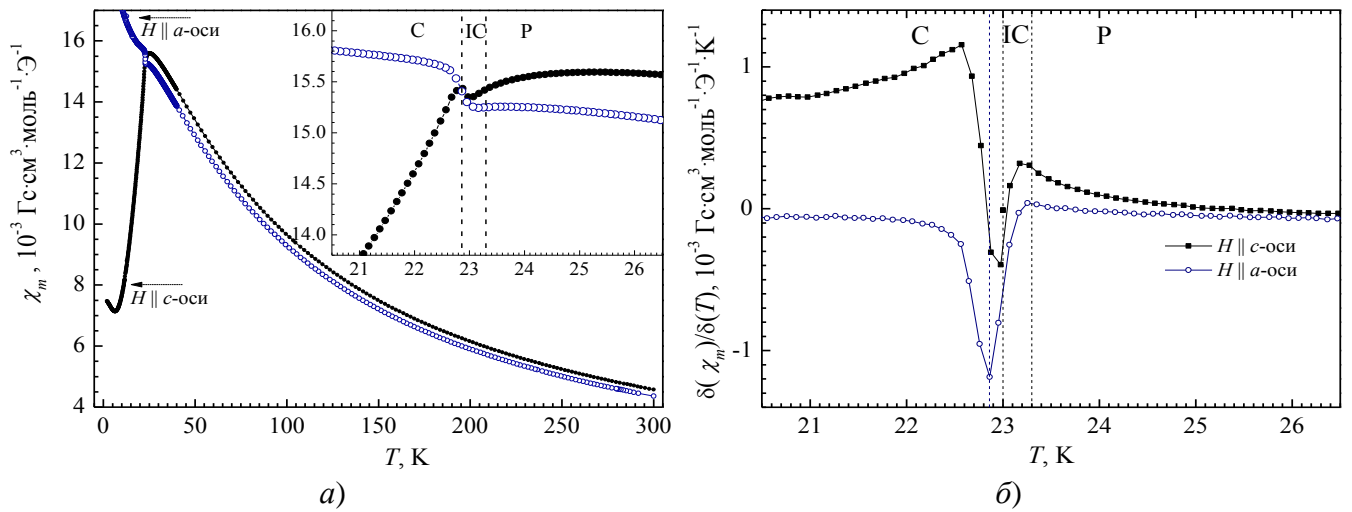 χm, 10⁻³ Гс·см³·моль⁻¹·Э⁻¹
16
14
12
10
8
6
4
H || a-оси
H || c-оси
0 50 100 150 200 250 300
T, K
C IC P
16.0
15.5
15.0
14.5
14.0
21 22 23 24 25 26
а)
δ(χm)/δ(T), 10⁻³ Гс·см³·моль⁻¹·Э⁻¹·К⁻¹
C IC P
1
0
-1
H || c-оси
H || a-оси
21 22 23 24 25 26
T, K
б)